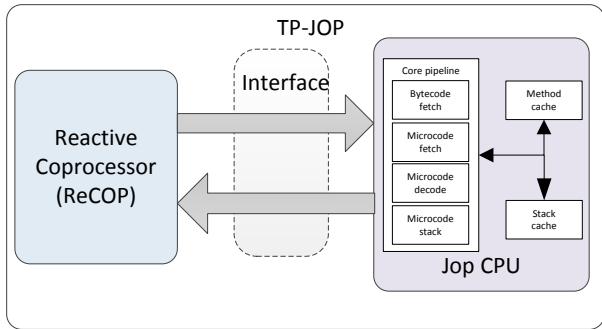 TP-JOP
Interface
Reactive
Coprocessor
(ReCOP)
Core pipeline
Bytecode
fetch
Microcode
fetch
Microcode
decode
Microcode
stack
Method
cache
Stack
cache
Jop CPU